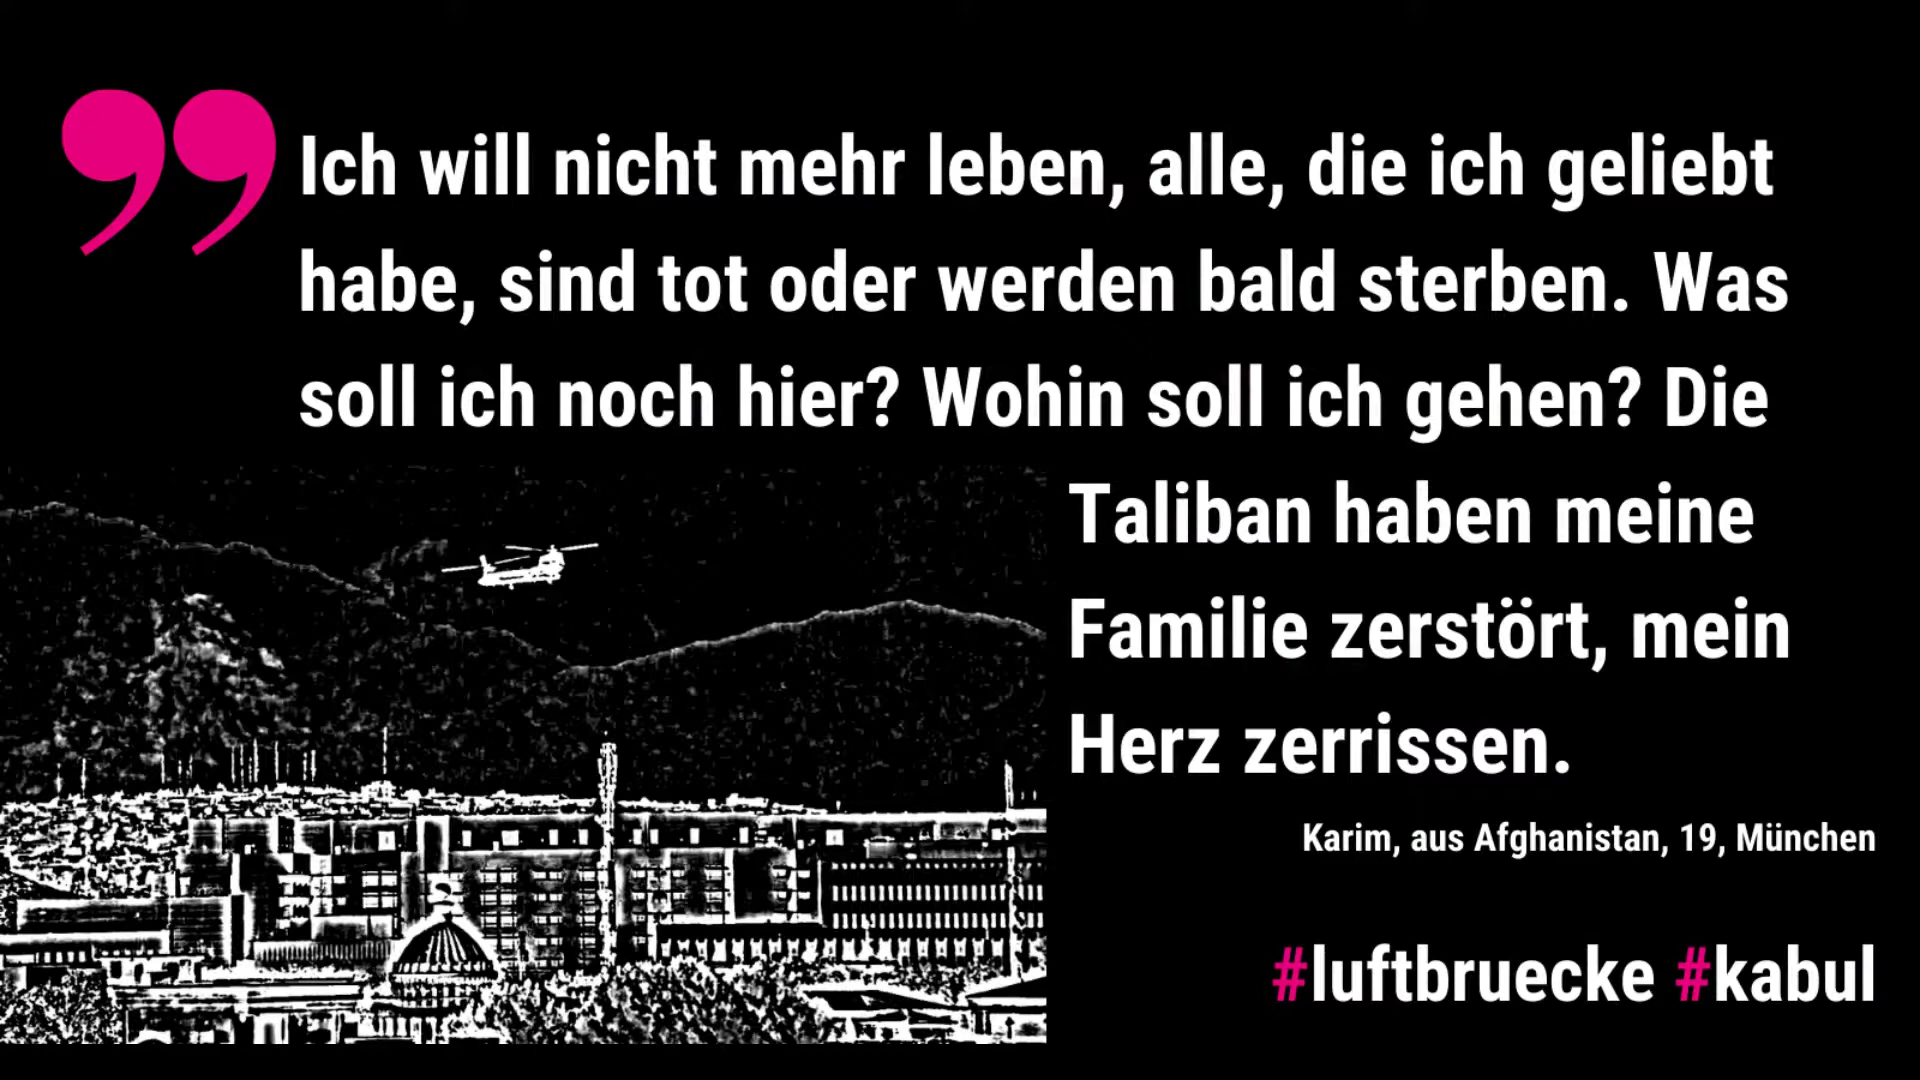 Ich will nicht mehr leben, alle, die ich geliebt
habe, sind tot oder werden bald sterben. Was
soll ich noch hier? Wohin soll ich gehen? Die
Taliban haben meine
Familie zerstört, mein
Herz zerrissen.
Karim, aus Afghanistan, 19, München
#luftbruecke #kabul